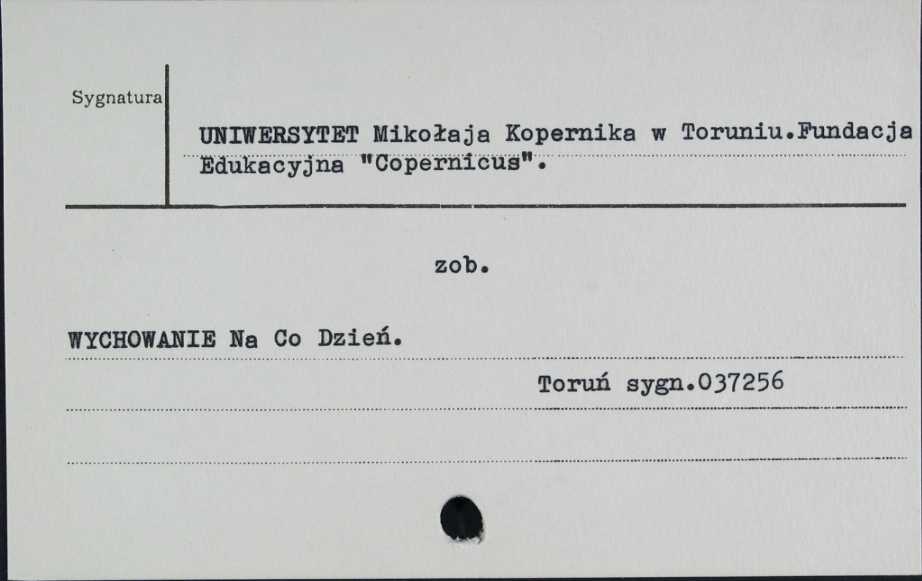 Sygnatura
UNIWERSYTET Mikołaja Kopernika w Toruniu.Fundacja
Edukacyjna "Copernicus".
zob.
WYCHOWANIE Na Co Dzień.
Toruń sygn.037256